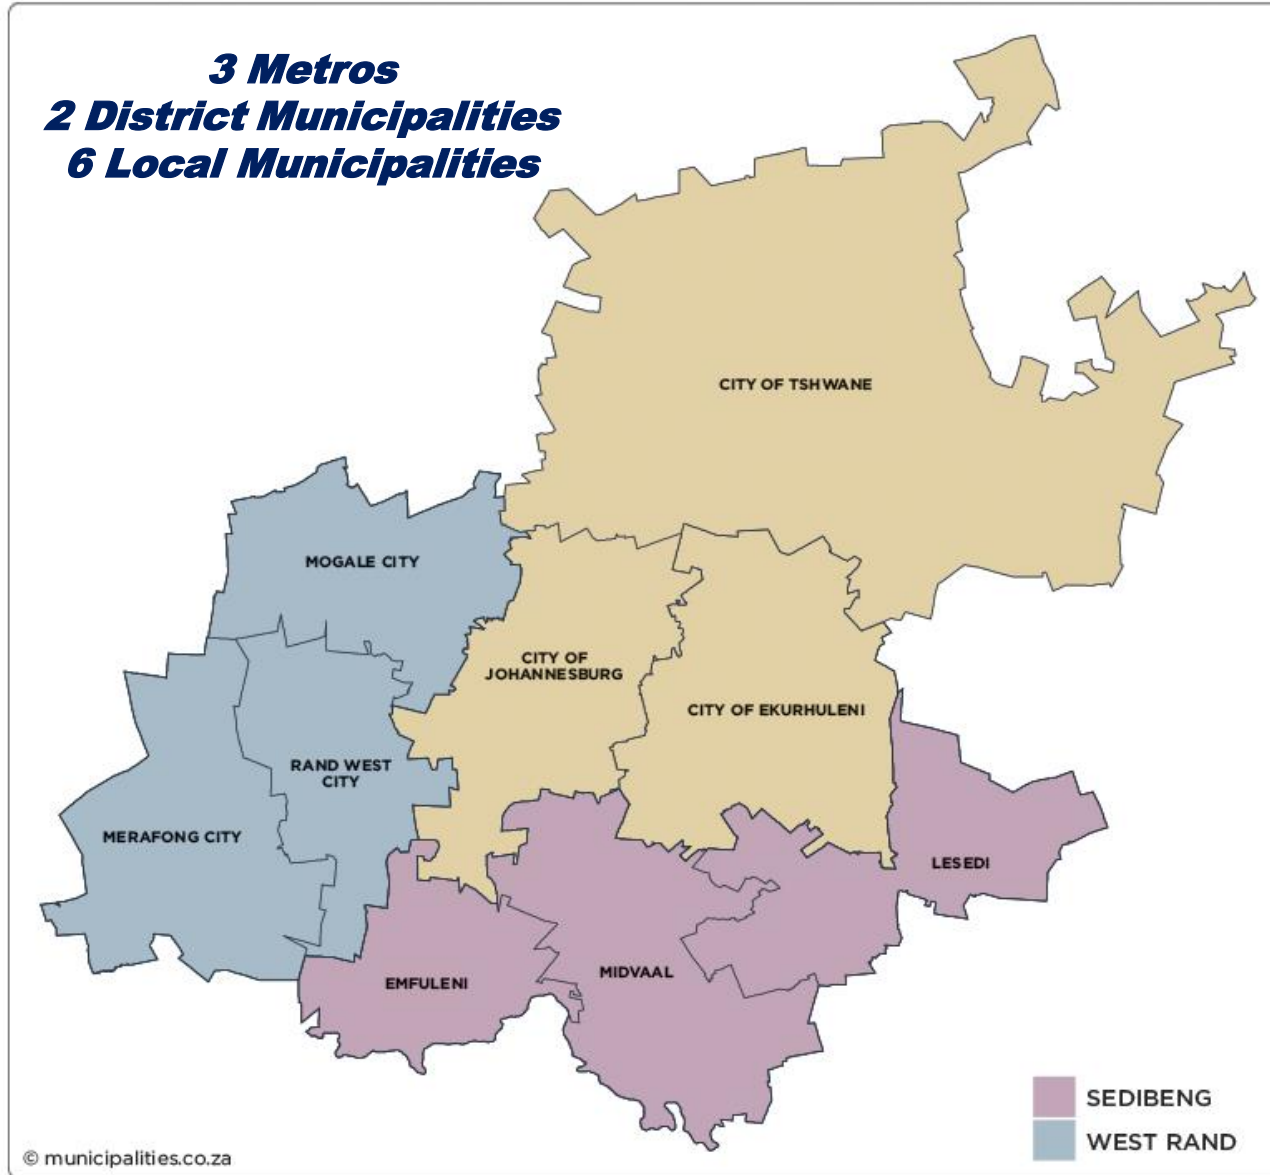 3 Metros
2 District Municipalities
6 Local Municipalities
CITY OF TSHWANE
MOGALE CITY
CITY OF
JOHANNESBURG
CITY OF EKURHULENI
RAND WEST
CITY
MERAFONG CITY
LESEDI
MIDVAAL
EMFULENI
SEDIBENG
WEST RAND
© municipalities.co.za